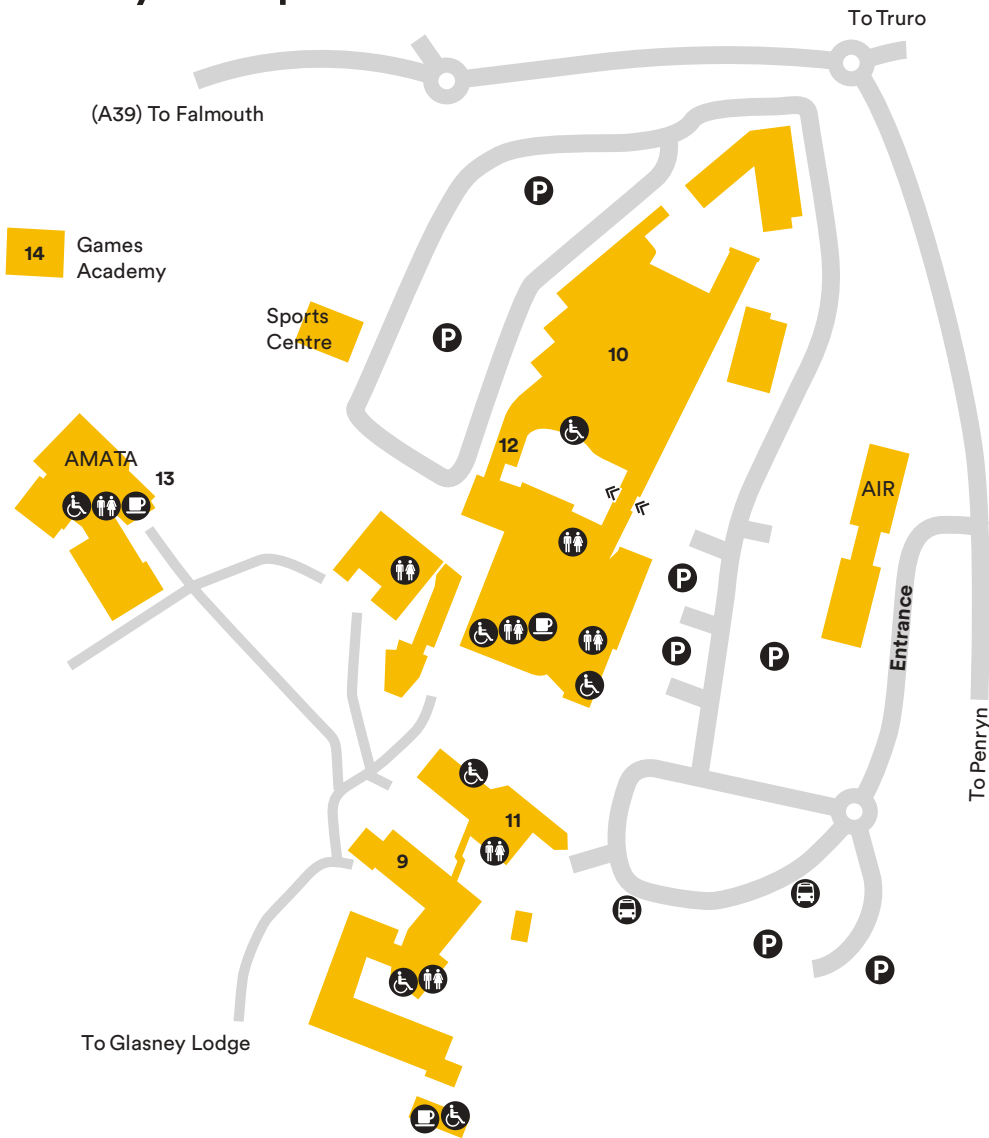 To Truro
(A39) To Falmouth
P
14
Games
Academy
Sports
Centre
P
10
12
AMATA
13
AIR
P
Entrance
P
P
To Penryn
11
9
P
P
To Glasney Lodge